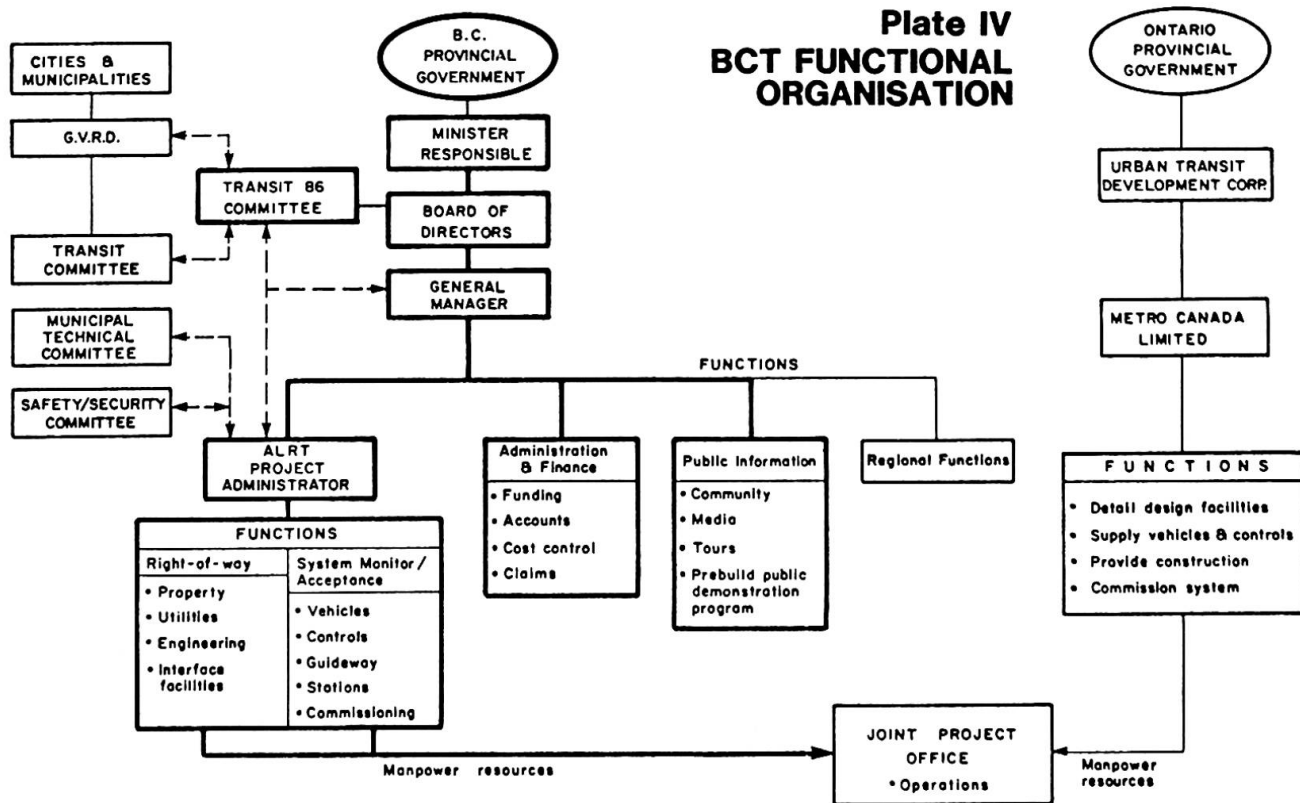 Plate IV
BCT FUNCTIONAL
ORGANISATION
CITIES &
MUNICIPALITIES
G.V.R.D.
TRANSIT
COMMITTEE
MUNICIPAL
TECHNICAL
COMMITTEE
SAFETY/SECURITY
COMMITTEE
TRANSIT 86
COMMITTEE
B.C.
PROVINCIAL
GOVERNMENT
MINISTER
RESPONSIBLE
BOARD OF
DIRECTORS
GENERAL
MANAGER
FUNCTIONS
ALRT
PROJECT
ADMINISTRATOR
FUNCTIONS
Right-of-way
• Property
• Utilities
• Engineering
• Interface
facilities
System Monitor/
Acceptance
• Vehicles
• Controls
• Guideway
• Stations
• Commissioning
Administration
& Finance
• Funding
• Accounts
• Cost control
• Claims
Public Information
• Community
• Media
• Tours
• Prebuild public
demonstration
program
Regional Functions
ONTARIO
PROVINCIAL
GOVERNMENT
URBAN TRANSIT
DEVELOPMENT CORP.
METRO CANADA
LIMITED
FUNCTIONS
• Detail design facilities
• Supply vehicles & controls
• Provide construction
• Commission system
Manpower resources
JOINT PROJECT
OFFICE
• Operations
Manpower
resources